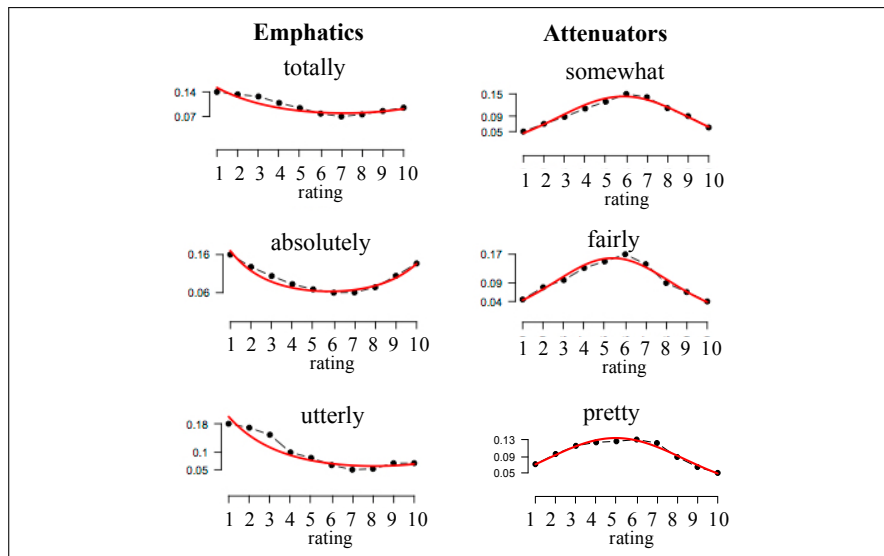 Emphatics
Attenuators
totally
0.14
0.07
1 2 3 4 5 6 7 8 9 10
rating
somewhat
0.15
0.09
0.05
1 2 3 4 5 6 7 8 9 10
rating
absolutely
0.16
0.06
1 2 3 4 5 6 7 8 9 10
rating
fairly
0.17
0.09
0.04
1 2 3 4 5 6 7 8 9 10
rating
utterly
0.18
0.1
0.05
1 2 3 4 5 6 7 8 9 10
rating
pretty
0.13
0.09
0.05
1 2 3 4 5 6 7 8 9 10
rating